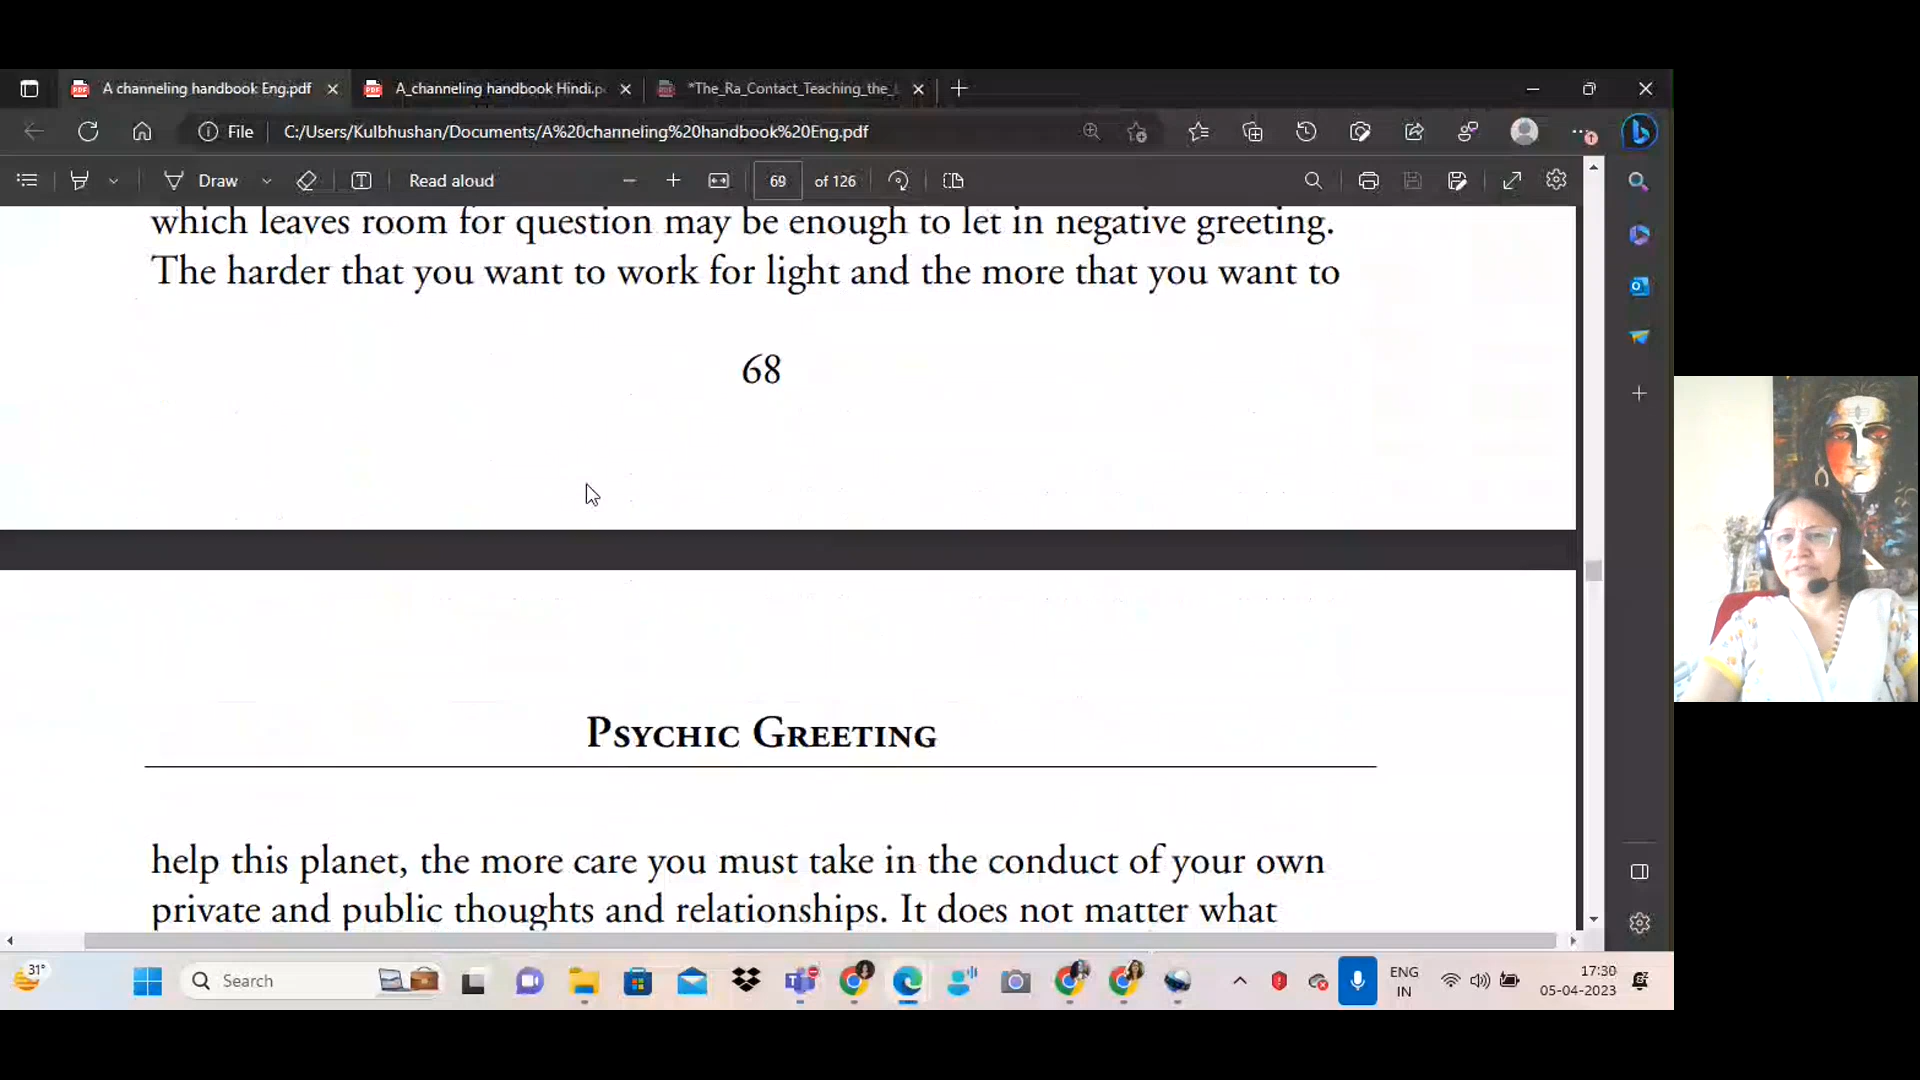 A channeling handbook Eng.pdf
A_channeling handbook Hindi.p
*The_Ra_Contact_Teaching_the_
File
C:/Users/Kulbhushan/Documents/A%20channeling%20handbook%20Eng.pdf
Draw
Read aloud
69
of 126
which leaves room for question may be enough to let in negative greeting.
The harder that you want to work for light and the more that you want to
68
PSYCHIC GREETING
help this planet, the more care you must take in the conduct of your own
private and public thoughts and relationships. It does not matter what
31°
Search
ENG
IN
17:30
05-04-2023